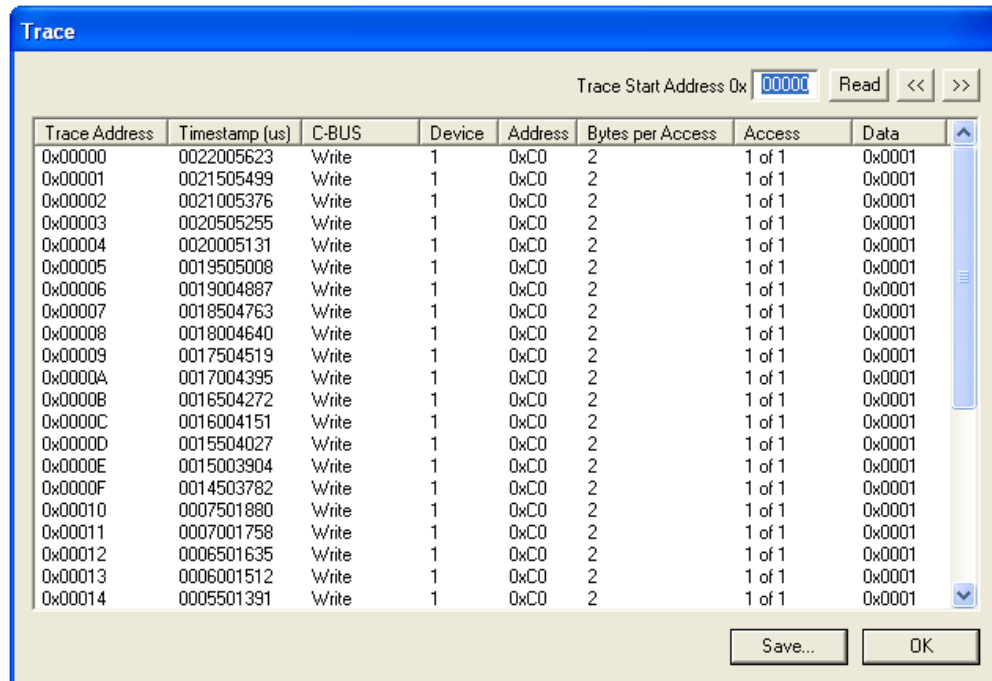 Trace
Trace Start Address 0x 00000 Read << >>
Trace Address Timestamp (us) C-BUS Device Address Bytes per Access Access Data
0x00000 0022005623 Write 1 0xC0 2 1 of 1 0x0001
0x00001 0021505499 Write 1 0xC0 2 1 of 1 0x0001
0x00002 0021005376 Write 1 0xC0 2 1 of 1 0x0001
0x00003 0020505255 Write 1 0xC0 2 1 of 1 0x0001
0x00004 0020005131 Write 1 0xC0 2 1 of 1 0x0001
0x00005 0019505008 Write 1 0xC0 2 1 of 1 0x0001
0x00006 0019004887 Write 1 0xC0 2 1 of 1 0x0001
0x00007 0018504763 Write 1 0xC0 2 1 of 1 0x0001
0x00008 0018004640 Write 1 0xC0 2 1 of 1 0x0001
0x00009 0017504519 Write 1 0xC0 2 1 of 1 0x0001
0x0000A 0017004395 Write 1 0xC0 2 1 of 1 0x0001
0x0000B 0016504272 Write 1 0xC0 2 1 of 1 0x0001
0x0000C 0016004151 Write 1 0xC0 2 1 of 1 0x0001
0x0000D 0015504027 Write 1 0xC0 2 1 of 1 0x0001
0x0000E 0015003904 Write 1 0xC0 2 1 of 1 0x0001
0x0000F 0014503782 Write 1 0xC0 2 1 of 1 0x0001
0x00010 0007501880 Write 1 0xC0 2 1 of 1 0x0001
0x00011 0007001758 Write 1 0xC0 2 1 of 1 0x0001
0x00012 0006501635 Write 1 0xC0 2 1 of 1 0x0001
0x00013 0006001512 Write 1 0xC0 2 1 of 1 0x0001
0x00014 0005501391 Write 1 0xC0 2 1 of 1 0x0001
Save... OK